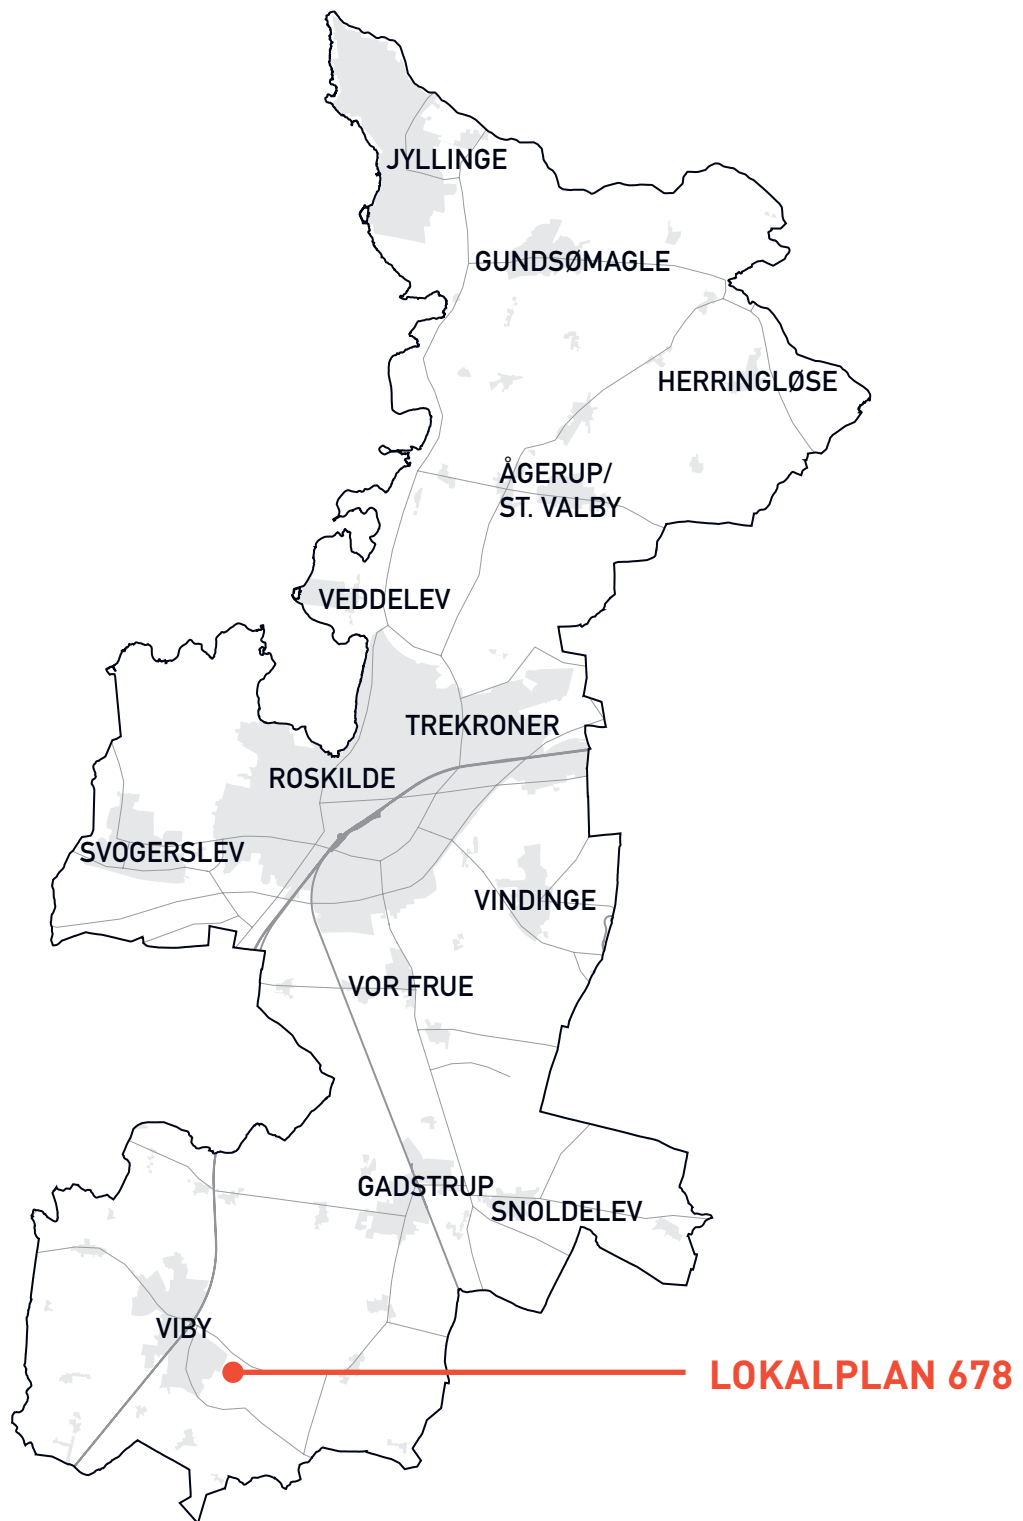 JYLLINGE
GUNDSØMAGLE
HERRINGLØSE
ÅGERUP/
ST. VALBY
VEDDELEV
TREKRONER
ROSKILDE
SVOGERSLEV
VINDINGE
VOR FRUE
GADSTRUP
SNOLDELEV
VIBY
LOKALPLAN 678